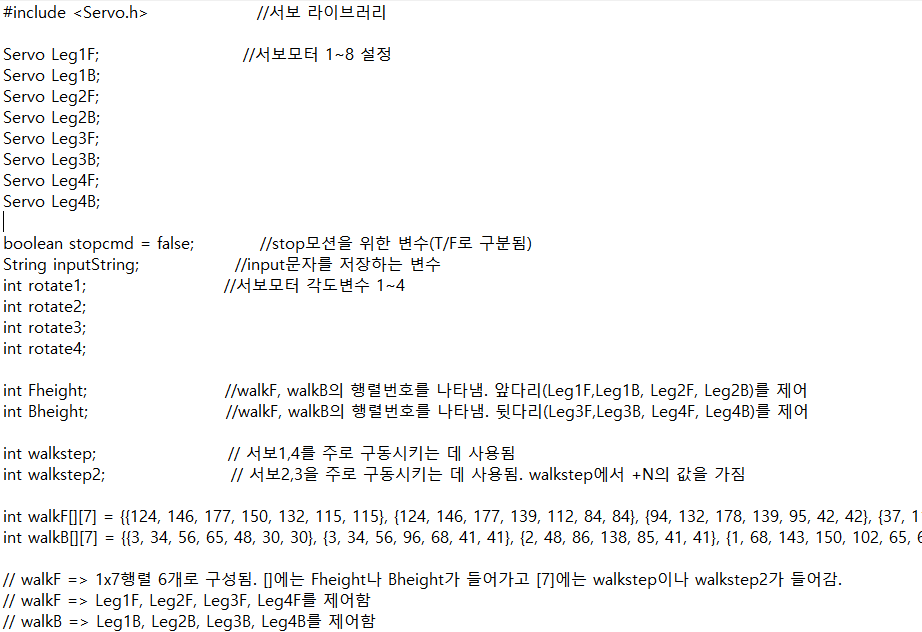 #include <Servo.h> //서보 라이브러리
Servo Leg1F; //서보모터 1~8 설정
Servo Leg1B;
Servo Leg2F;
Servo Leg2B;
Servo Leg3F;
Servo Leg3B;
Servo Leg4F;
Servo Leg4B;
boolean stopcmd = false; //stop모션을 위한 변수(T/F로 구분됨)
String inputString; //input문자를 저장하는 변수
int rotate1; //서보모터 각도변수 1~4
int rotate2;
int rotate3;
int rotate4;
int Fheight; //walkF, walkB의 행렬번호를 나타냄. 앞다리(Leg1F,Leg1B, Leg2F, Leg2B)를 제어
int Bheight; //walkF, walkB의 행렬번호를 나타냄. 뒷다리(Leg3F,Leg3B, Leg4F, Leg4B)를 제어
int walkstep; // 서보1,4를 주로 구동시키는 데 사용됨
int walkstep2; // 서보2,3을 주로 구동시키는 데 사용됨. walkstep에서 +N의 값을 가짐
int walkF[][7] = {{124, 146, 177, 150, 132, 115, 115}, {124, 146, 177, 139, 112, 84, 84}, {94, 132, 178, 139, 95, 42, 42}, {37, 1
int walkB[][7] = {{3, 34, 56, 65, 48, 30, 30}, {3, 34, 56, 96, 68, 41, 41}, {2, 48, 86, 138, 85, 41, 41}, {1, 68, 143, 150, 102, 65,
// walkF => 1x7행렬 6개로 구성됨. []에는 Fheight나 Bheight가 들어가고 [7]에는 walkstep이나 walkstep2가 들어감.
// walkF => Leg1F, Leg2F, Leg3F, Leg4F를 제어함
// walkB => Leg1B, Leg2B, Leg3B, Leg4B를 제어함